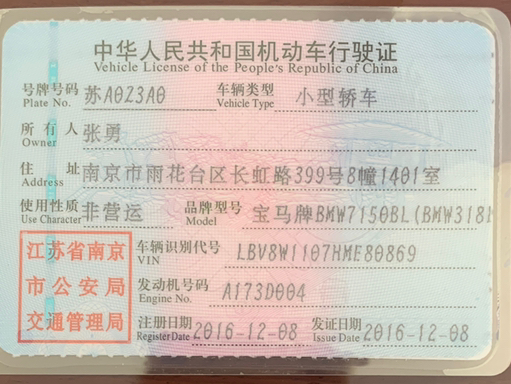 中华人民共和国机动车行驶证
Vehicle License of the People's Republic of China
号牌号码 苏A0Z3A0 车辆类型 小型轿车
Plate No. Vehicle Type
所有人 张勇
Owner
住址 南京市雨花台区长虹路399号8幢1401室
Address
使用性质 非营运 品牌型号 宝马牌BMW7150BL(BMW318
Use Character Model
江苏省南京 车辆识别代号 LBV8W1107HME80869
VIN
市公安局 发动机号码 A173D004
Engine No.
交通管理局 注册日期 2016-12-08 发证日期 2016-12-08
Register Date Issue Date